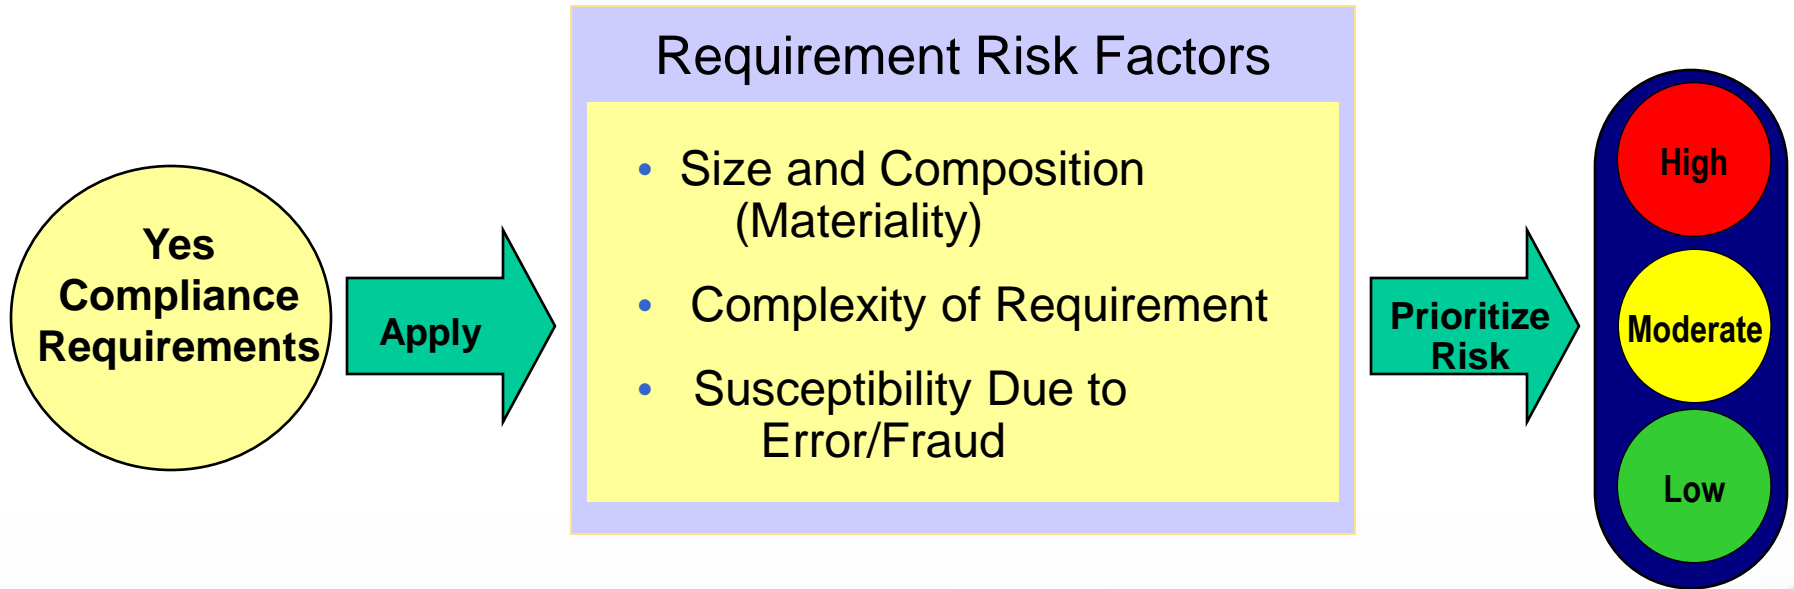 Yes
Compliance
Requirements
Apply
Requirement Risk Factors
• Size and Composition
(Materiality)
• Complexity of Requirement
• Susceptibility Due to
Error/Fraud
Prioritize
Risk
High
Moderate
Low